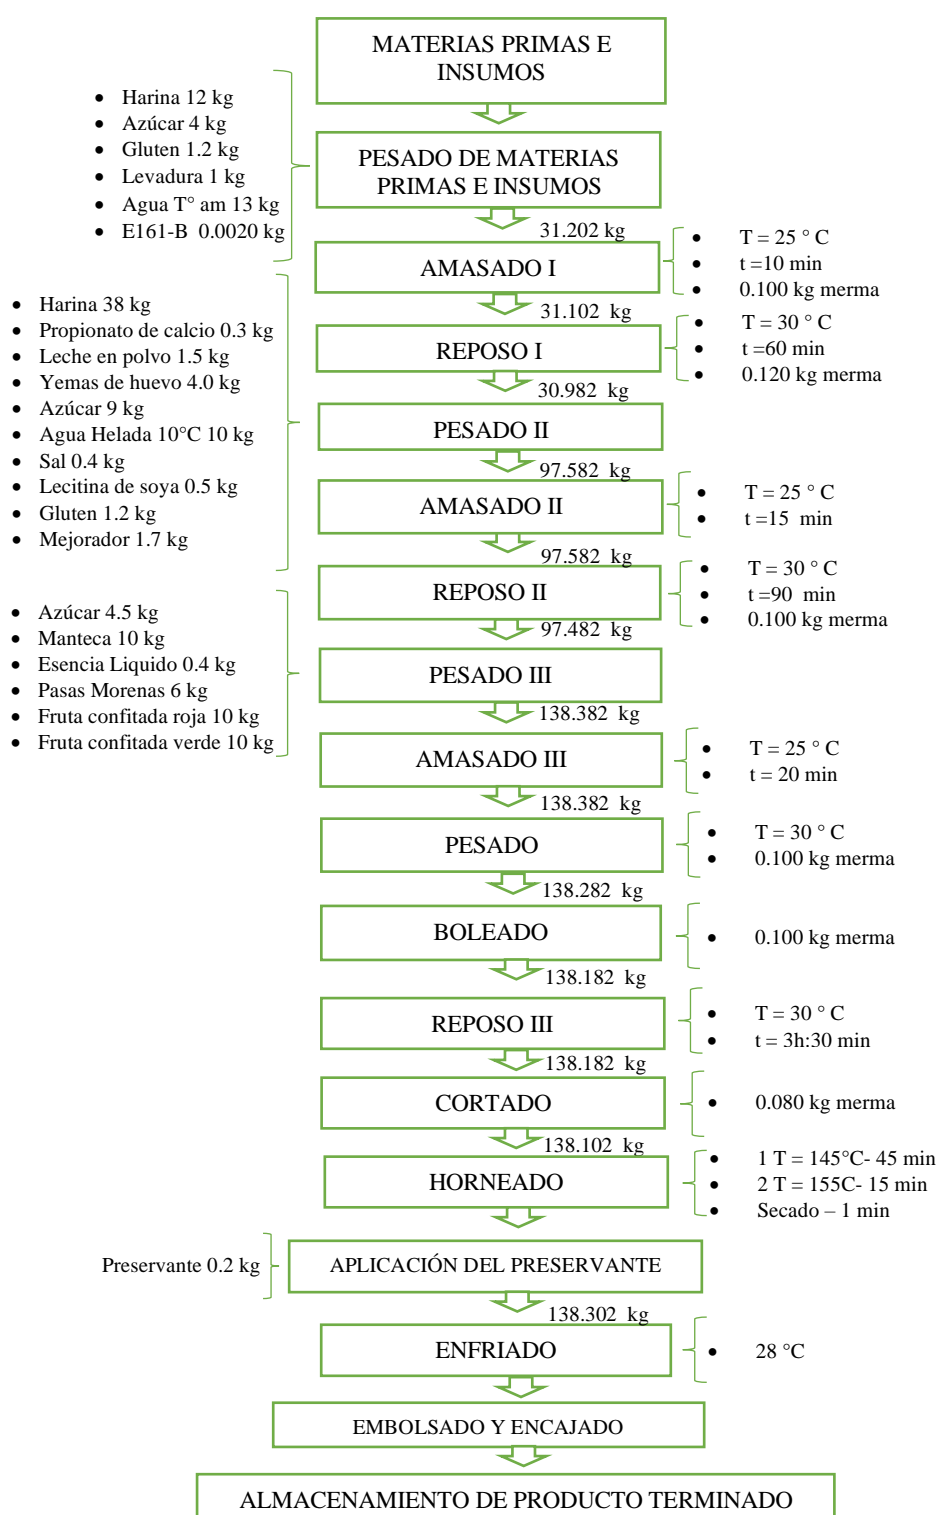 MATERIAS PRIMAS E
INSUMOS
• Harina 12 kg
• Azúcar 4 kg
• Gluten 1.2 kg
• Levadura 1 kg
• Agua T° am 13 kg
• E161-B 0.0020 kg
PESADO DE MATERIAS
PRIMAS E INSUMOS
31.202 kg
AMASADO I
• T = 25 ° C
• t =10 min
• 0.100 kg merma
31.102 kg
REPOSO I
• T = 30 ° C
• t =60 min
• 0.120 kg merma
30.982 kg
• Harina 38 kg
• Propionato de calcio 0.3 kg
• Leche en polvo 1.5 kg
• Yemas de huevo 4.0 kg
• Azúcar 9 kg
• Agua Helada 10°C 10 kg
• Sal 0.4 kg
• Lecitina de soya 0.5 kg
• Gluten 1.2 kg
• Mejorador 1.7 kg
PESADO II
97.582 kg
AMASADO II
• T = 25 ° C
• t =15 min
97.582 kg
REPOSO II
• T = 30 ° C
• t =90 min
• 0.100 kg merma
97.482 kg
• Azúcar 4.5 kg
• Manteca 10 kg
• Esencia Liquido 0.4 kg
• Pasas Morenas 6 kg
• Fruta confitada roja 10 kg
• Fruta confitada verde 10 kg
PESADO III
138.382 kg
AMASADO III
• T = 25 ° C
• t = 20 min
138.382 kg
PESADO
• T = 30 ° C
• 0.100 kg merma
138.282 kg
BOLEADO
• 0.100 kg merma
138.182 kg
REPOSO III
• T = 30 ° C
• t = 3h:30 min
138.182 kg
CORTADO
• 0.080 kg merma
138.102 kg
HORNEADO
• 1 T = 145°C- 45 min
• 2 T = 155C- 15 min
• Secado – 1 min
Preservante 0.2 kg
APLICACIÓN DEL PRESERVANTE
138.302 kg
ENFRIADO
• 28 °C
EMBOLSADO Y ENCAJADO
ALMACENAMIENTO DE PRODUCTO TERMINADO